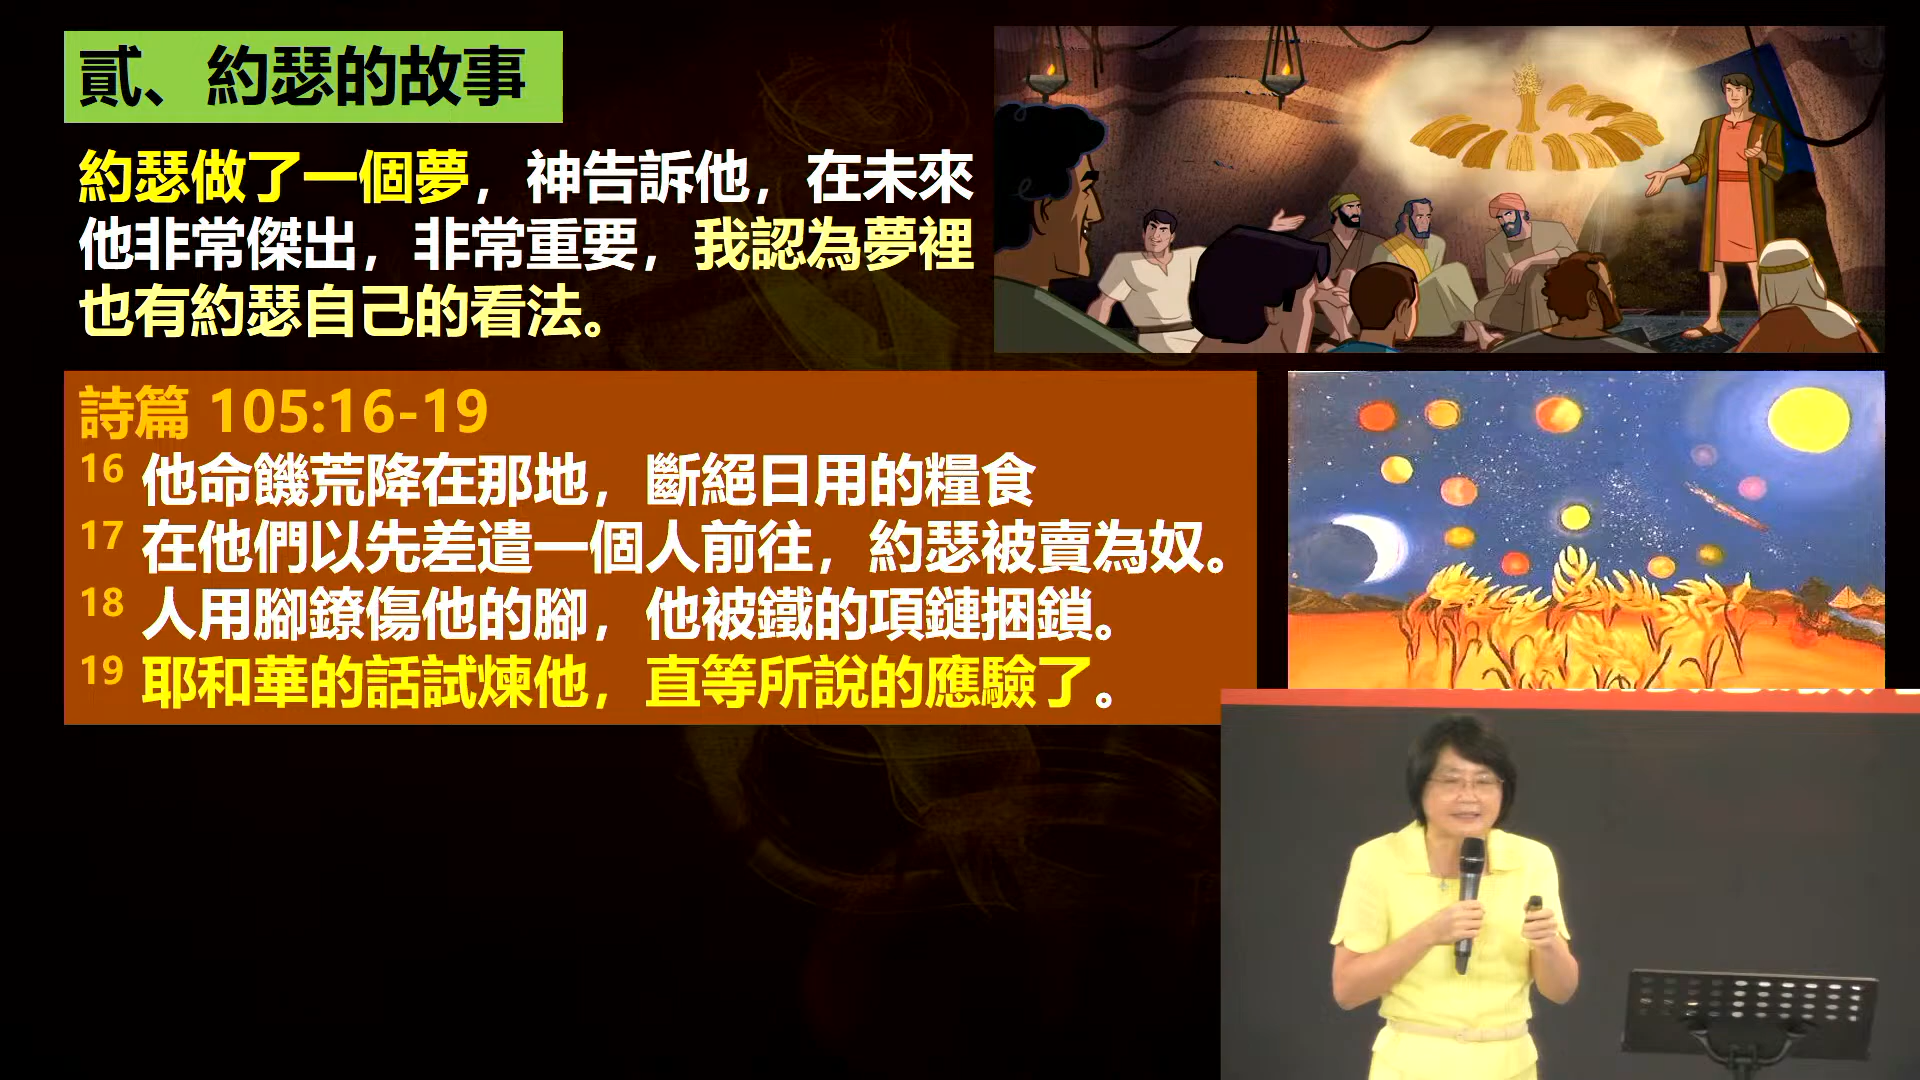 貳、約瑟的故事
約瑟做了一個夢，神告訴他，在未來
他非常傑出，非常重要，我認為夢裡
也有約瑟自己的看法。
詩篇 105:16-19
16 他命饑荒降在那地，斷絕日用的糧食
17 在他們以先差遣一個人前往，約瑟被賣為奴。
18 人用腳鐐傷他的腳，他被鐵的項鏈捆鎖。
19 耶和華的話試煉他，直等所說的應驗了。